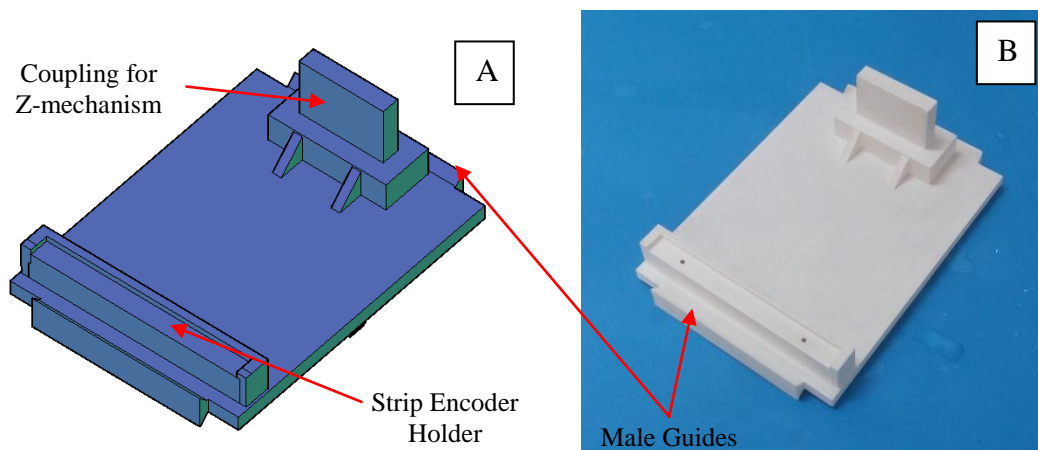 Coupling for
Z-mechanism
A
B
Strip Encoder
Holder
Male Guides